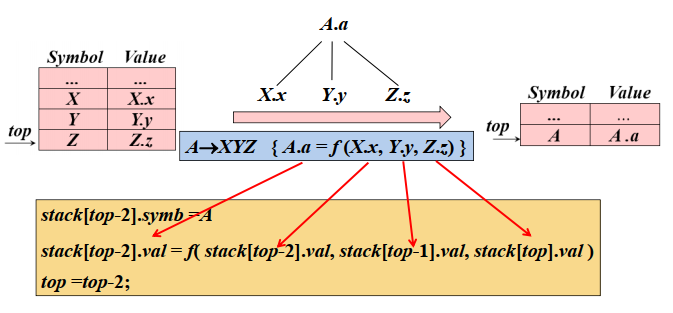 A.a
X.x Y.y Z.z
Symbol Value
... ...
X X.x
Y Y.y
top Z Z.z
Symbol Value
... ...
top A A.a
A→XYZ { A.a = f (X.x, Y.y, Z.z) }
stack[top-2].symb =A
stack[top-2].val = f( stack[top-2].val, stack[top-1].val, stack[top].val )
top =top-2;